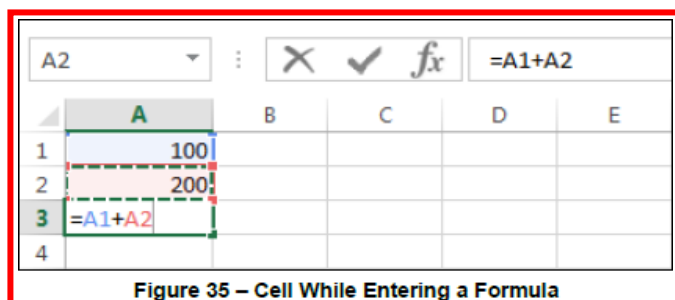 A2 fx =A1+A2
A B C D E
1 100
2 200
3 =A1+A2
4
Figure 35 – Cell While Entering a Formula